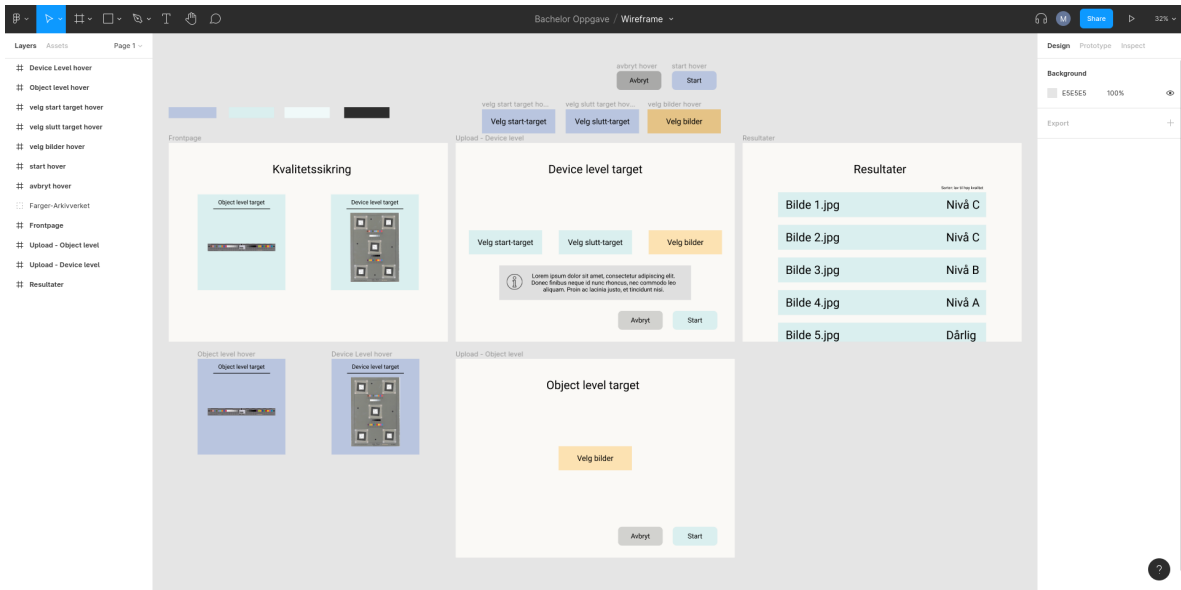 Bachelor Oppgave / Wireframe
M
Share
32%
Layers
Assets
Page 1
Device Level hover
Object level hover
velg start target hover
velg slutt target hover
velg bilder hover
start hover
avbryt hover
Farger-Arkivverket
Frontpage
Upload - Object level
Upload - Device level
Resultater
avbryt hover
start hover
Avbryt
Start
velg start target ho...
velg slutt target hov...
velg bilder hover
Velg start-target
Velg slutt-target
Velg bilder
Frontpage
Kvalitetssikring
Object level target
Device level target
Upload - Device level
Device level target
Velg start-target
Velg slutt-target
Velg bilder
Lorem ipsum dolor sit amet, consectetur adipiscing elit.
Donec finibus neque id nunc rhoncus, nec commodo leo
aliquam. Proin ac lacinia justo, et tincidunt nisi.
Avbryt
Start
Resultater
Resultater
Bilde 1.jpg
Nivå C
Bilde 2.jpg
Nivå C
Bilde 3.jpg
Nivå B
Bilde 4.jpg
Nivå A
Bilde 5.jpg
Dårlig
Object level hover
Object level target
Device Level hover
Device level target
Upload - Object level
Object level target
Velg bilder
Avbryt
Start
Design
Prototype
Inspect
Background
E5E5E5
100%
Export
?